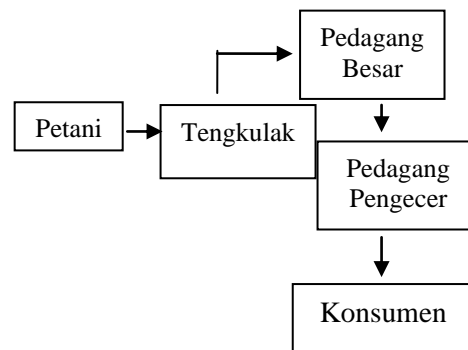 Petani
Tengkulak
Pedagang
Besar
Pedagang
Pengecer
Konsumen